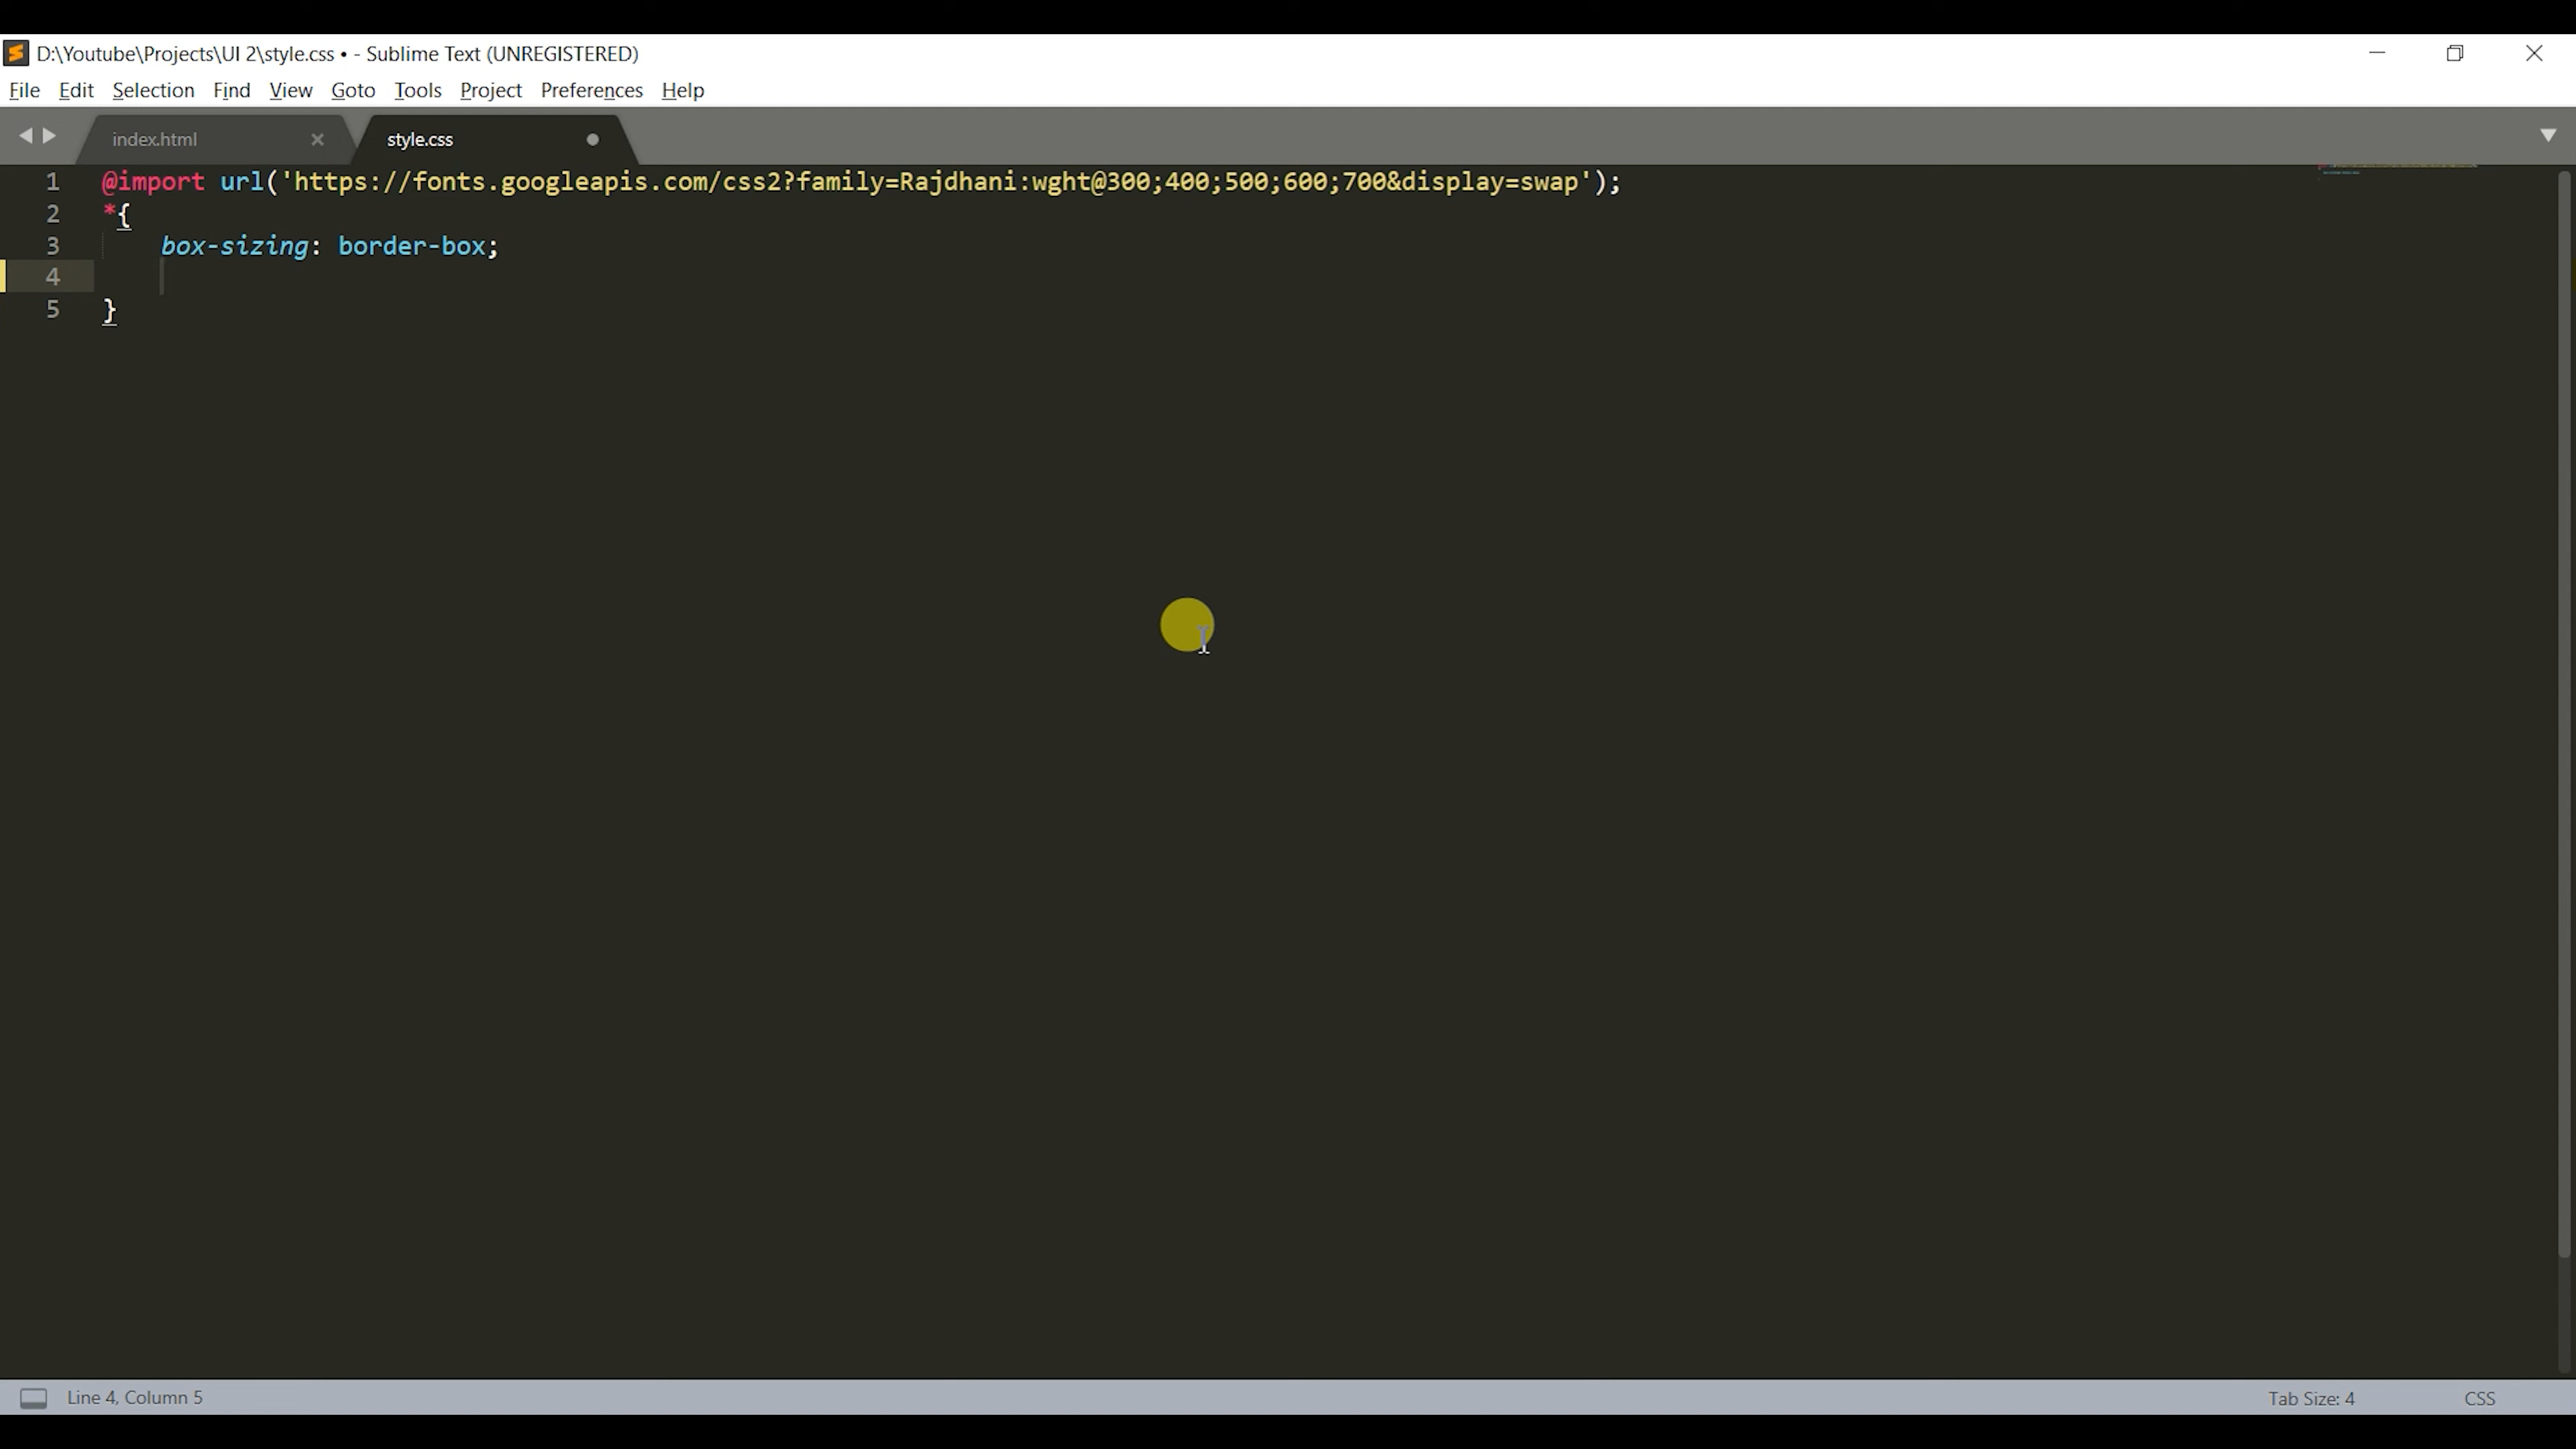 D:\Youtube\Projects\UI 2\style.css • - Sublime Text (UNREGISTERED)
File Edit Selection Find View Goto Tools Project Preferences Help
index.html style.css
1 @import url('https://fonts.googleapis.com/css2?family=Rajdhani:wght@300;400;500;600;700&display=swap');
2 *{
3 box-sizing: border-box;
4
5 }
Line 4, Column 5 Tab Size: 4 CSS